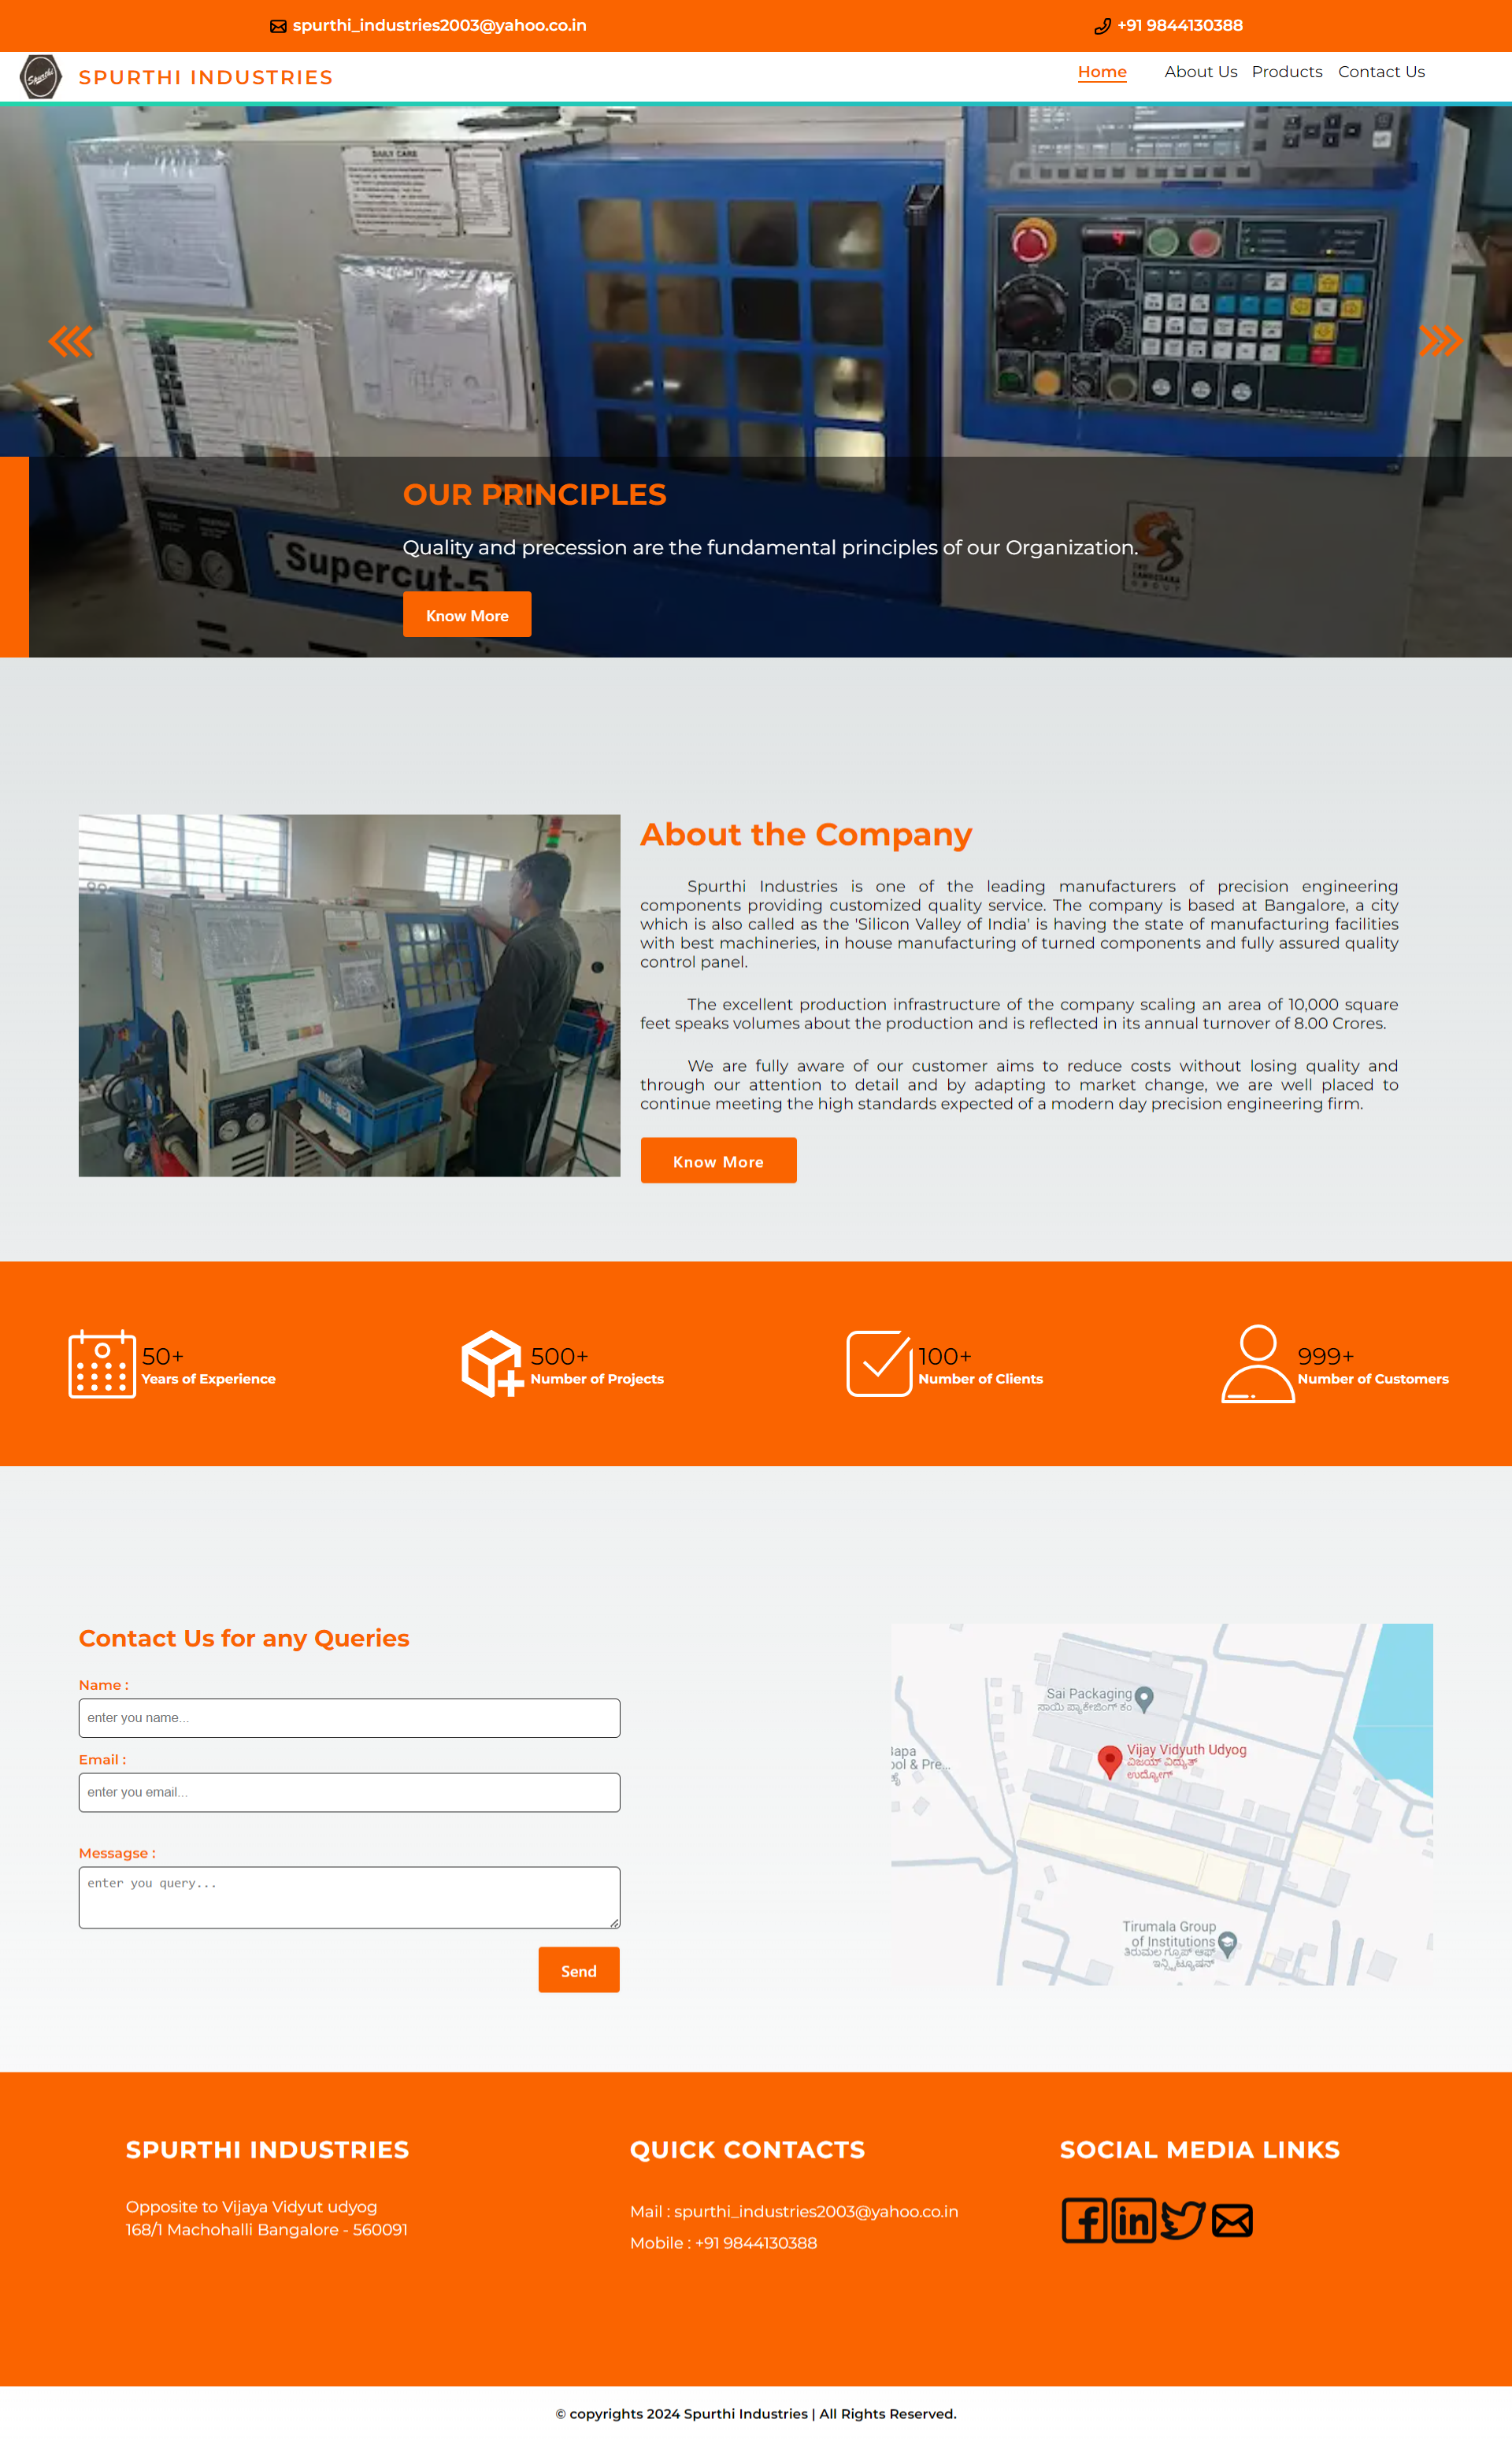 spurthi_industries2003@yahoo.co.in
+91 9844130388
Spurthi
SPURTHI INDUSTRIES
Home
About Us
Products
Contact Us
DAILY CARE
OUR PRINCIPLES
Quality and precession are the fundamental principles of our Organization.
Supercut-5
Know More
About the Company
Spurthi Industries is one of the leading manufacturers of precision engineering
components providing customized quality service. The company is based at Bangalore, a city
which is also called as the 'Silicon Valley of India' is having the state of manufacturing facilities
with best machineries, in house manufacturing of turned components and fully assured quality
control panel.
The excellent production infrastructure of the company scaling an area of 10,000 square
feet speaks volumes about the production and is reflected in its annual turnover of 8.00 Crores.
We are fully aware of our customer aims to reduce costs without losing quality and
through our attention to detail and by adapting to market change, we are well placed to
continue meeting the high standards expected of a modern day precision engineering firm.
Know More
50+
Years of Experience
500+
Number of Projects
100+
Number of Clients
999+
Number of Customers
Contact Us for any Queries
Name :
enter you name...
Email :
enter you email...
Messagse :
enter you query...
Send
Sai Packaging
ಸಾಯಿ ಪ್ಯಾಕೇಜಿಂಗ್ ಕಂ
Vijay Vidyuth Udyog
ವಿಜಯ್ ವಿದ್ಯುತ್
ಉದ್ಯೋಗ್
Bapa
ool & Pre...
Tirumala Group
of Institutions
ತಿರುಮಲ ಗ್ರೂಪ್ ಆಫ್
ಇನ್ಸ್ಟಿಟ್ಯೂಷನ್
SPURTHI INDUSTRIES
Opposite to Vijaya Vidyut udyog
168/1 Machohalli Bangalore - 560091
QUICK CONTACTS
Mail : spurthi_industries2003@yahoo.co.in
Mobile : +91 9844130388
SOCIAL MEDIA LINKS
© copyrights 2024 Spurthi Industries | All Rights Reserved.